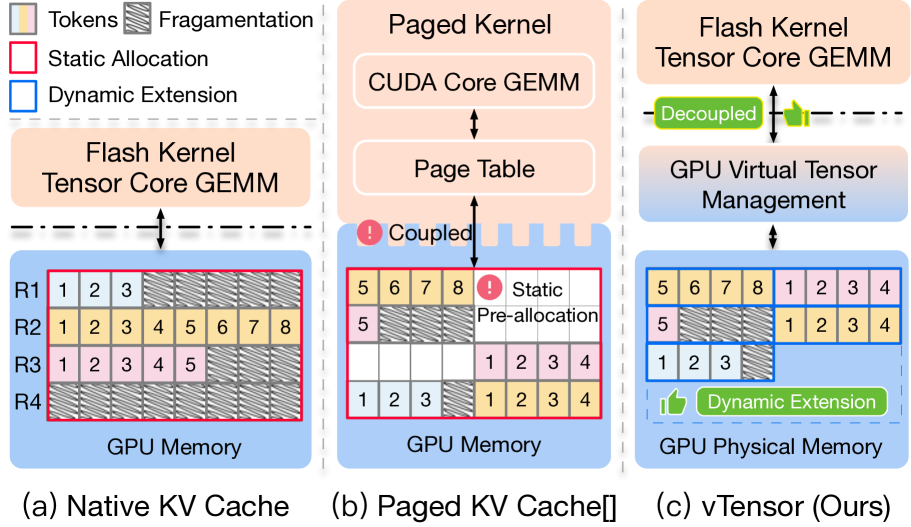 Tokens
Fragamentation
Static Allocation
Dynamic Extension
Flash Kernel
Tensor Core GEMM
R1 1 2 3
R2 1 2 3 4 5 6 7 8
R3 1 2 3 4 5
R4
GPU Memory
(a) Native KV Cache
Paged Kernel
CUDA Core GEMM
Page Table
! Coupled
5 6 7 8 ! Static
5 Pre-allocation
1 2 3 4
1 2 3 1 2 3 4
GPU Memory
(b) Paged KV Cache[]
Flash Kernel
Tensor Core GEMM
Decoupled
GPU Virtual Tensor
Management
5 6 7 8 1 2 3 4
5 1 2 3 4
1 2 3
Dynamic Extension
GPU Physical Memory
(c) vTensor (Ours)